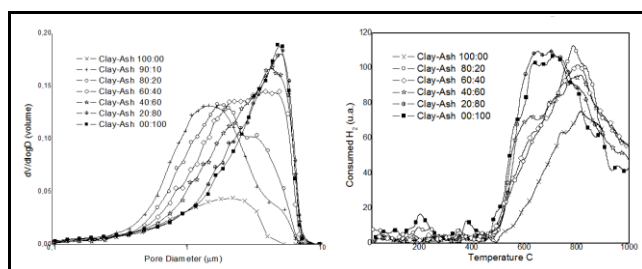 0,20
0,15
0,10
0,05
0,00
dV/dlogD (volume)
Clay-Ash 100:00
Clay-Ash 90:10
Clay-Ash 80:20
Clay-Ash 60:40
Clay-Ash 40:60
Clay-Ash 20:80
Clay-Ash 00:100
0,1 1 10
Pore Diameter (μm)
120
100
80
60
40
20
0
Consumed H2 (u.a.)
Clay-Ash 100:00
Clay-Ash 80:20
Clay-Ash 60:40
Clay-Ash 40:60
Clay-Ash 20:80
Clay-Ash 00:100
200 400 600 800 1000
Temperature C